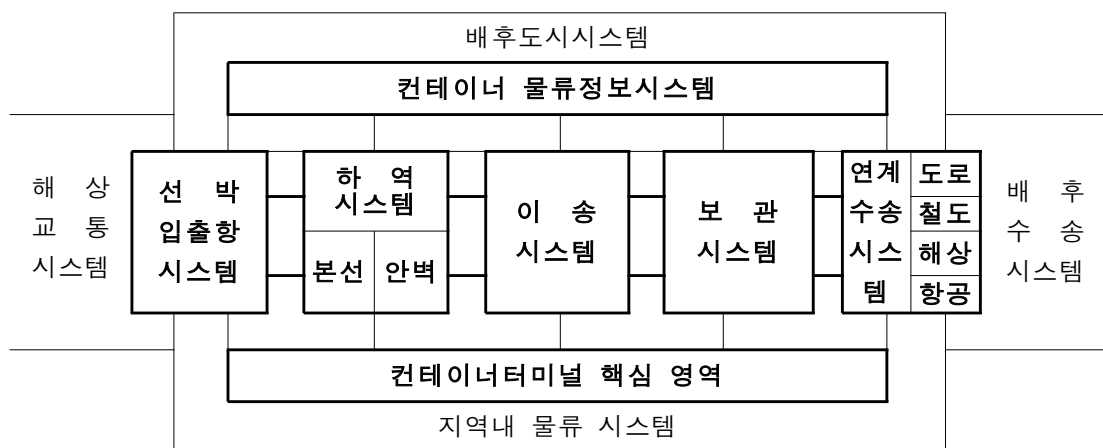 배후도시시스템
컨테이너 물류정보시스템
해 상
교 통
시스템
선 박
입출항
시스템
하 역
시스템
본선
안벽
이 송
시스템
보 관
시스템
연계
수송
시스
템
도로
철도
해상
항공
배 후
수 송
시스템
컨테이너터미널 핵심 영역
지역내 물류 시스템